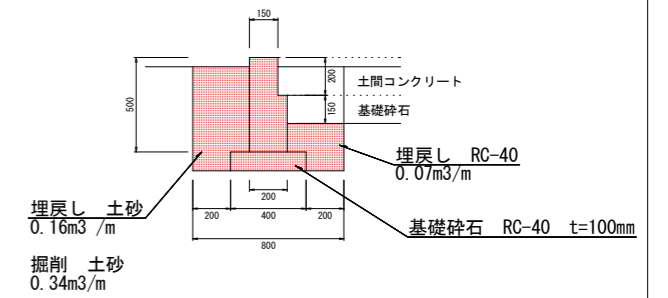 150
500
200
土間コンクリート
150
基礎砕石
埋戻し RC-40
0.07m3/m
200
埋戻し 土砂
0.16m3 /m
200
400
200
基礎砕石 RC-40 t=100mm
800
掘削 土砂
0.34m3/m